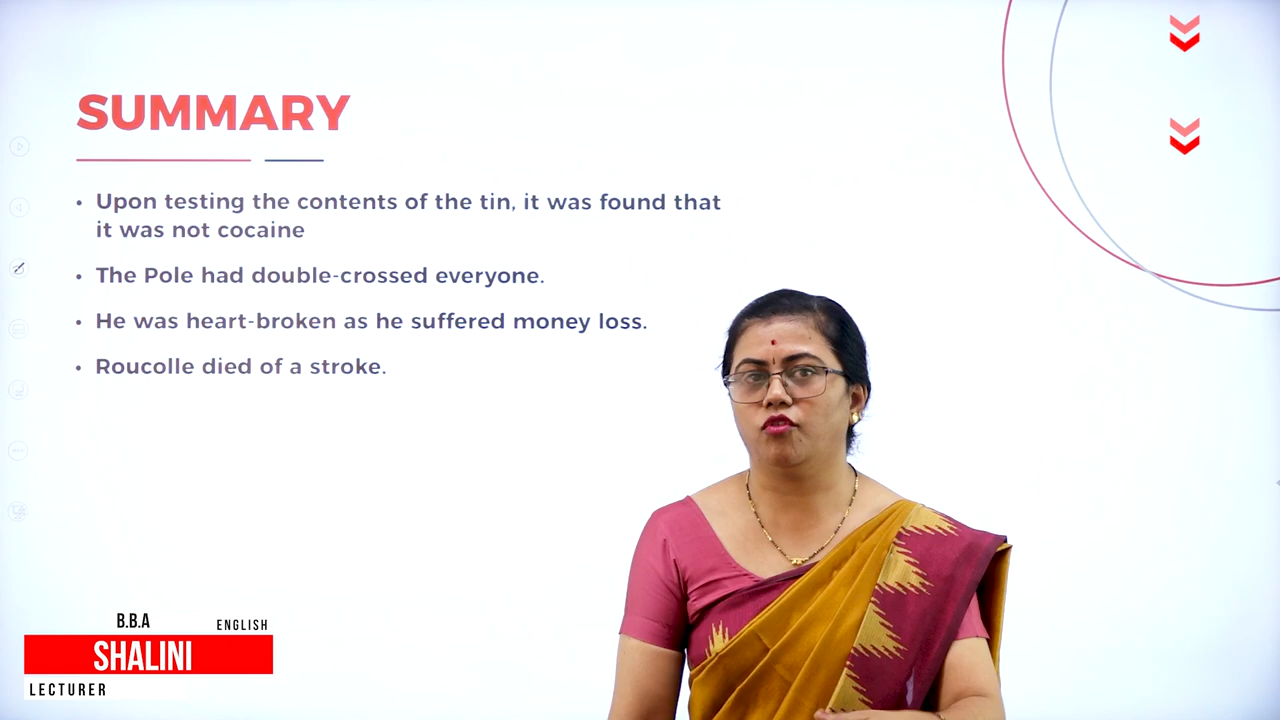 SUMMARY
• Upon testing the contents of the tin, it was found that
it was not cocaine
• The Pole had double-crossed everyone.
• He was heart-broken as he suffered money loss.
• Roucolle died of a stroke.
B.B.A
ENGLISH
SHALINI
LECTURER